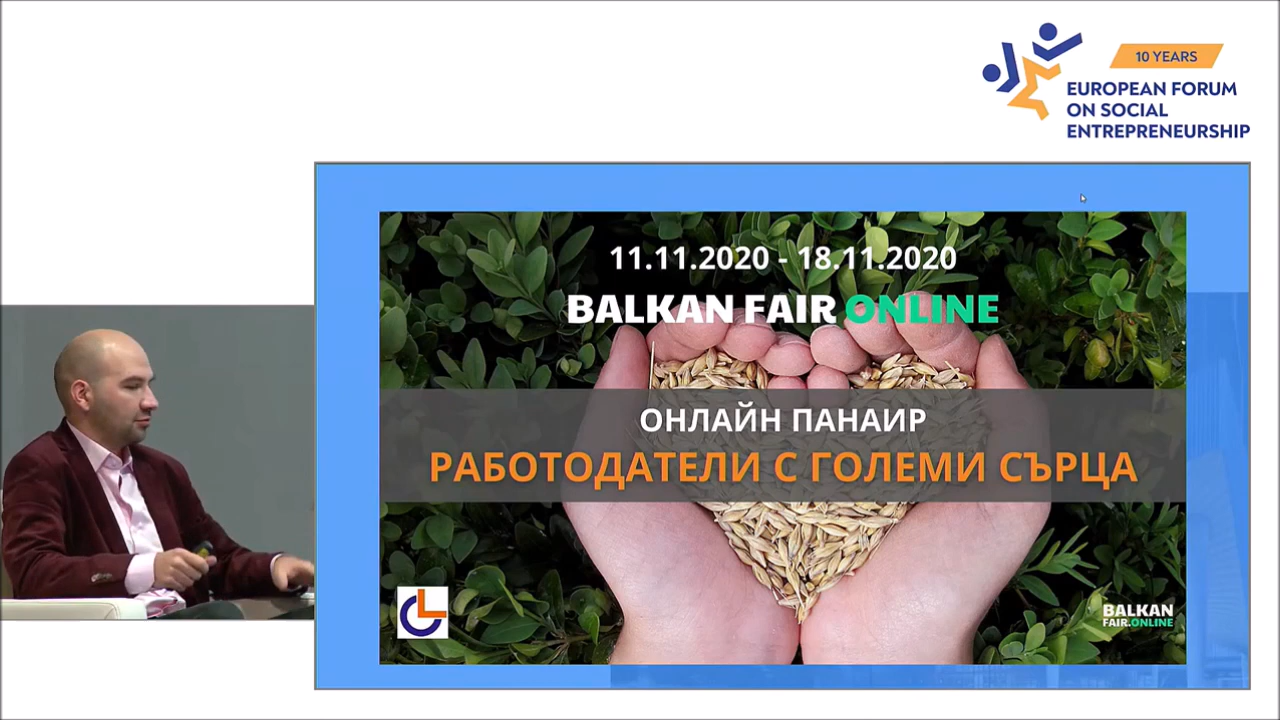 10 YEARS
EUROPEAN FORUM
ON SOCIAL
ENTREPRENEURSHIP
11.11.2020 - 18.11.2020
BALKAN FAIR ONLINE
ОНЛАЙН ПАНАИР
РАБОТОДАТЕЛИ С ГОЛЕМИ СЪРЦА
BALKAN
FAIR.ONLINE